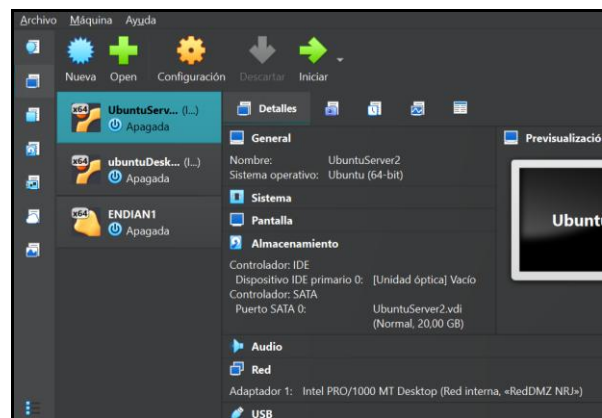 Archivo Máquina Ayuda
Nueva Open Configuración Descartar Iniciar
x64 UbuntuServ... (I...)
Apagada
x64 ubuntuDesk... (I...)
Apagada
x64 ENDIAN1
Apagada
Detalles
General
Nombre: UbuntuServer2
Sistema operativo: Ubuntu (64-bit)
Sistema
Pantalla
Almacenamiento
Controlador: IDE
Dispositivo IDE primario 0: [Unidad óptica] Vacío
Controlador: SATA
Puerto SATA 0: UbuntuServer2.vdi
(Normal, 20,00 GB)
Audio
Red
Adaptador 1: Intel PRO/1000 MT Desktop (Red interna, «RedDMZ NRJ»)
USB
Previsualizació
Ubunt